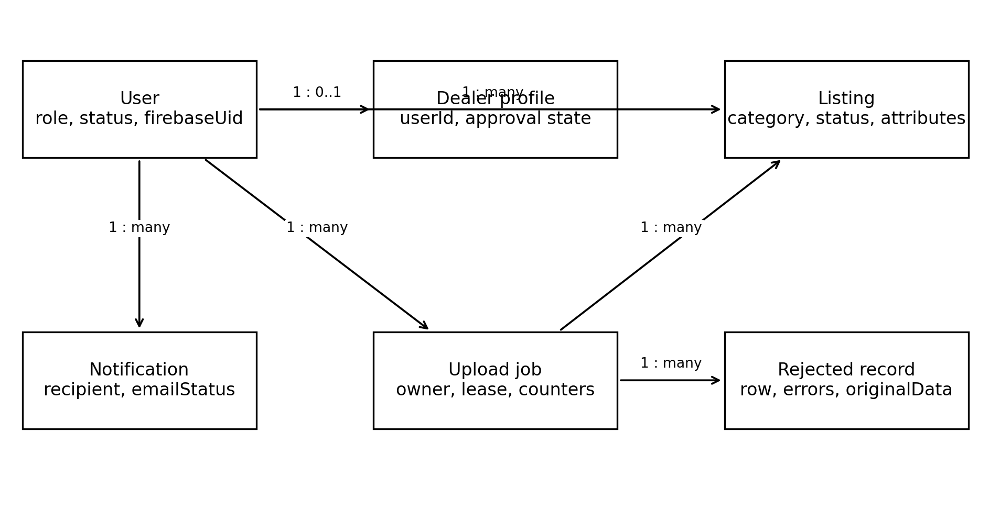 User
role, status, firebaseUid
1 : 0..1
1 : many
Dealer profile
userId, approval state
Listing
category, status, attributes
1 : many
1 : many
1 : many
Notification
recipient, emailStatus
Upload job
owner, lease, counters
1 : many
Rejected record
row, errors, originalData